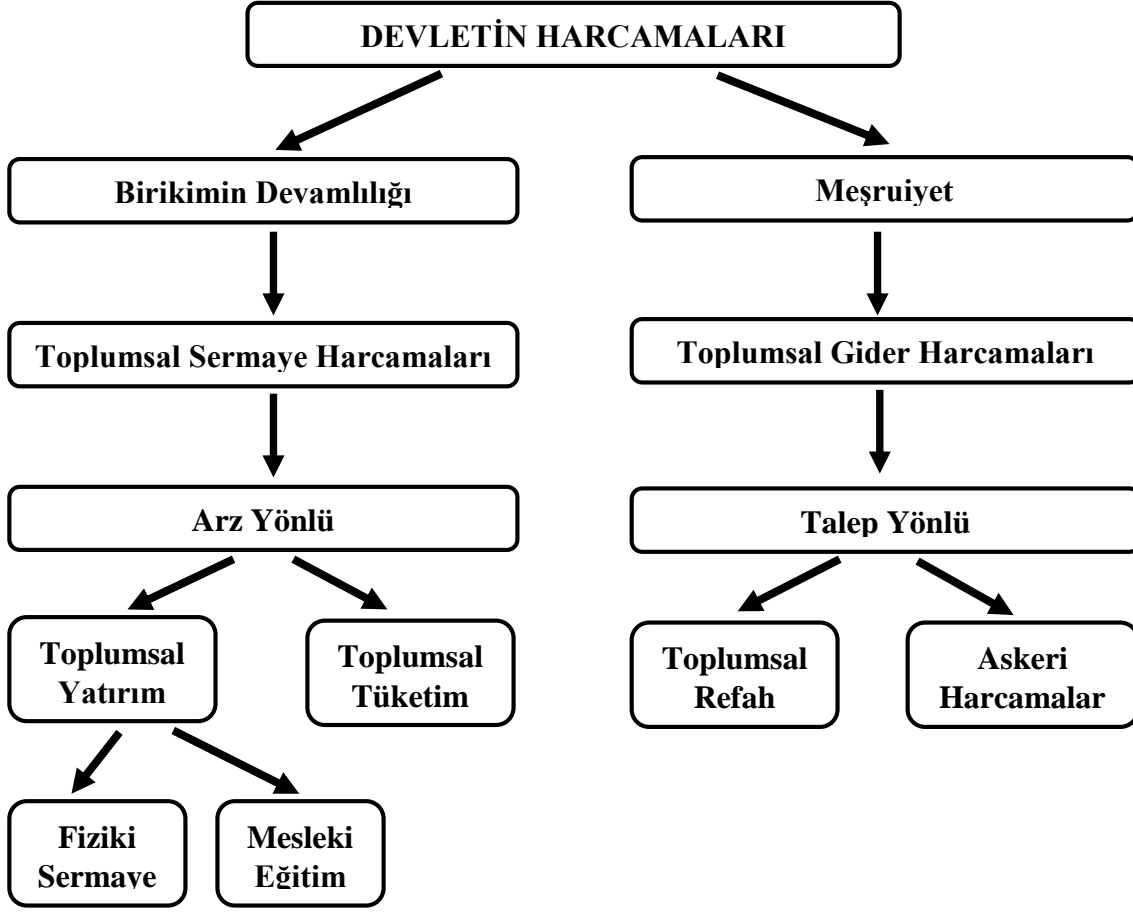 DEVLETİN HARCAMALARI
Birikimin Devamlılığı
Meşruiyet
Toplumsal Sermaye Harcamaları
Toplumsal Gider Harcamaları
Arz Yönlü
Talep Yönlü
Toplumsal
Yatırım
Toplumsal
Tüketim
Toplumsal
Refah
Askeri
Harcamalar
Fiziki
Sermaye
Mesleki
Eğitim